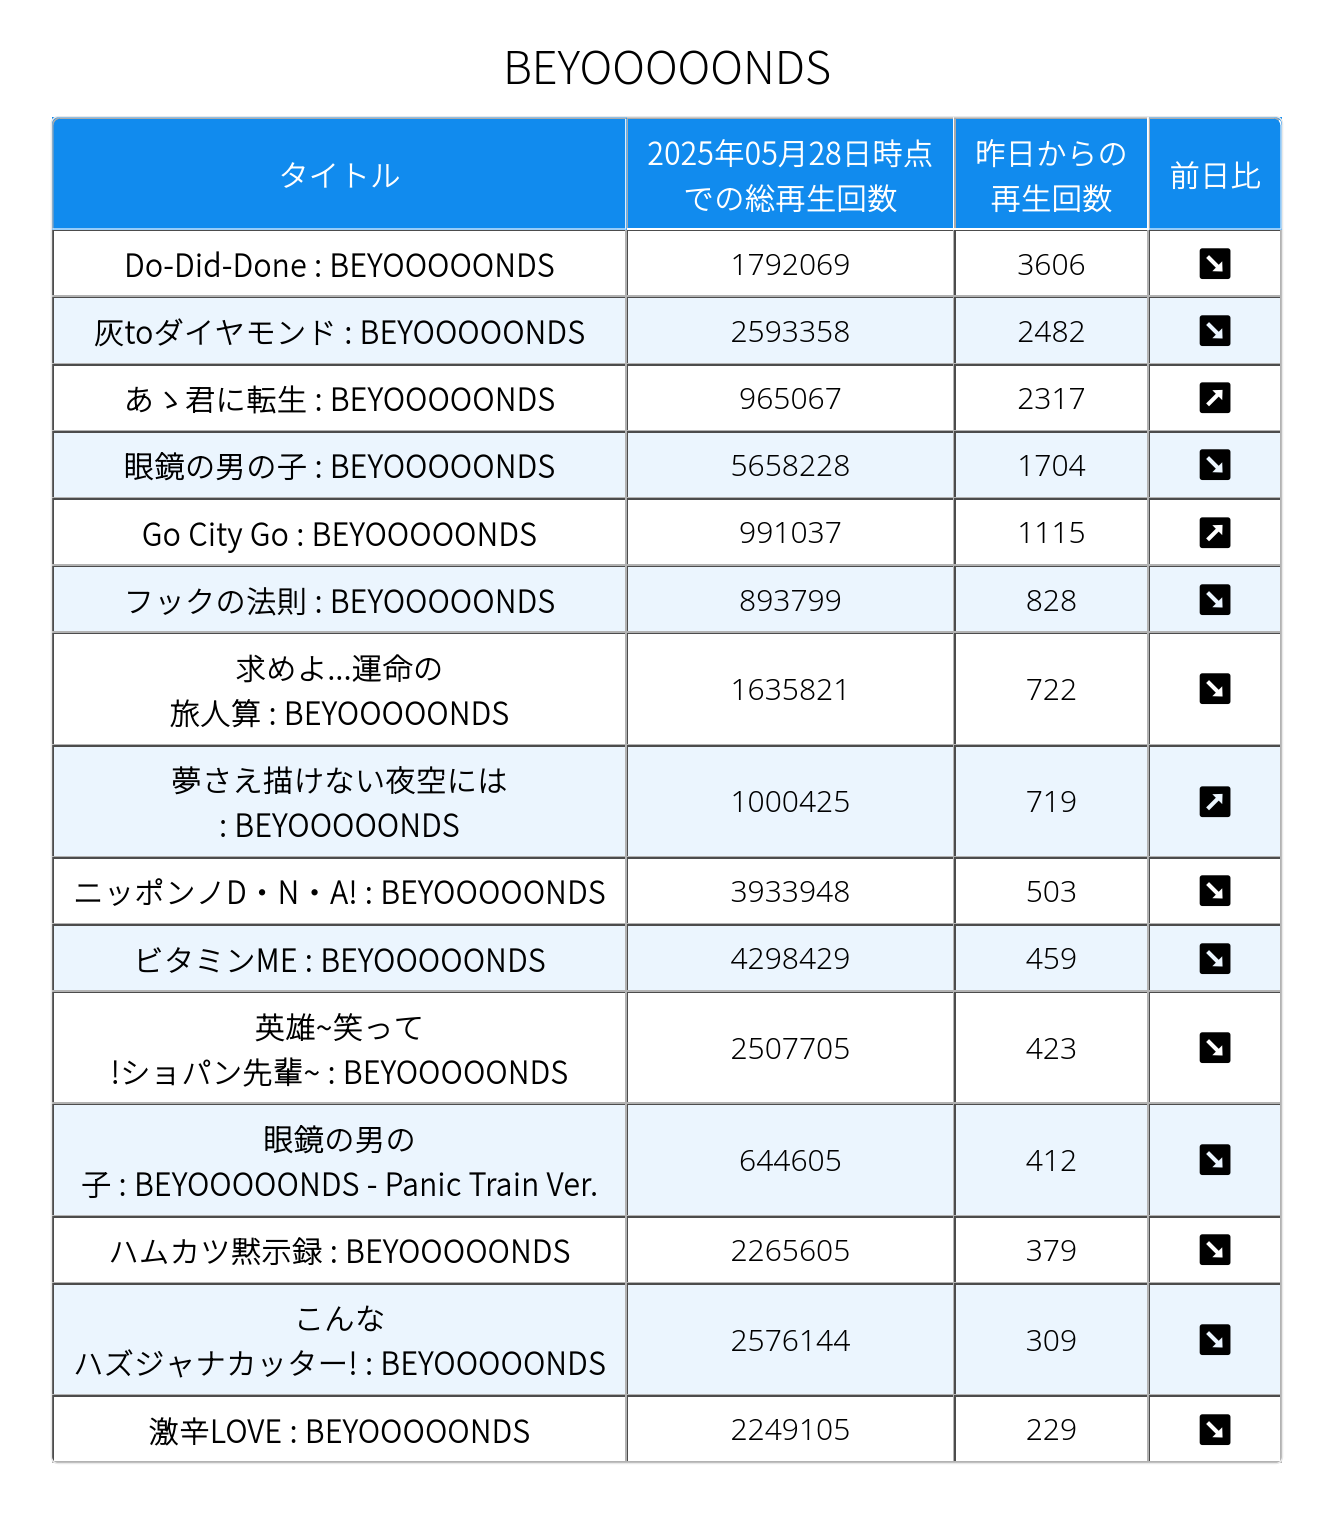 BEYOOOOONDS
タイトル
2025年05月28日時点
での総再生回数
昨日からの
再生回数
前日比
Do-Did-Done : BEYOOOOONDS 1792069 3606 ↘
灰toダイヤモンド : BEYOOOOONDS 2593358 2482 ↘
あゝ君に転生 : BEYOOOOONDS 965067 2317 ↗
眼鏡の男の子 : BEYOOOOONDS 5658228 1704 ↘
Go City Go : BEYOOOOONDS 991037 1115 ↗
フックの法則 : BEYOOOOONDS 893799 828 ↘
求めよ...運命の
旅人算 : BEYOOOOONDS 1635821 722 ↘
夢さえ描けない夜空には
: BEYOOOOONDS 1000425 719 ↗
ニッポンノD・N・A! : BEYOOOOONDS 3933948 503 ↘
ビタミンME : BEYOOOOONDS 4298429 459 ↘
英雄~笑って
!ショパン先輩~ : BEYOOOOONDS 2507705 423 ↘
眼鏡の男の
子 : BEYOOOOONDS - Panic Train Ver. 644605 412 ↘
ハムカツ黙示録 : BEYOOOOONDS 2265605 379 ↘
こんな
ハズジャナカッター! : BEYOOOOONDS 2576144 309 ↘
激辛LOVE : BEYOOOOONDS 2249105 229 ↘